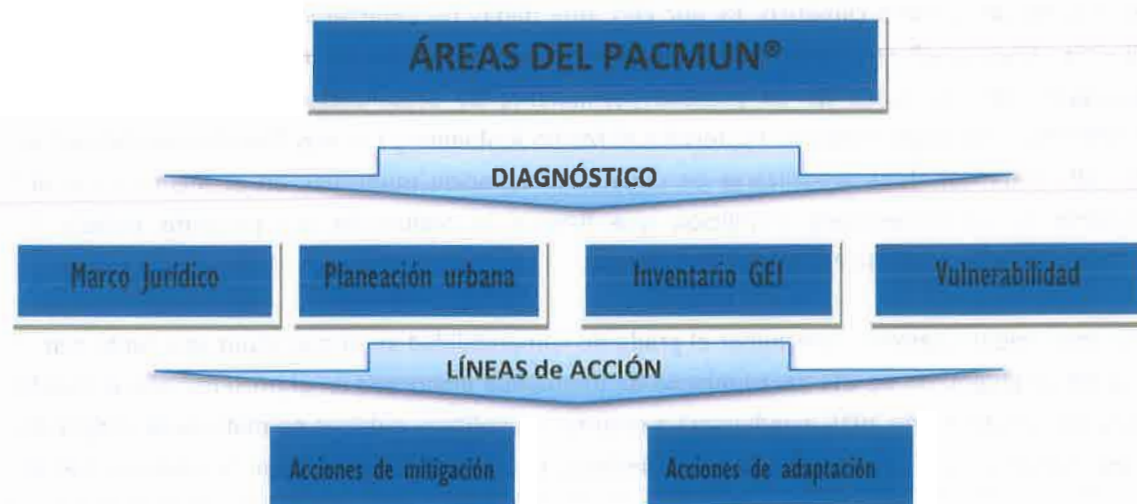 ÁREAS DEL PACMUN®
DIAGNÓSTICO
Marco Jurídico
Planeación urbana
Inventario GEI
Vulnerabilidad
LÍNEAS de ACCIÓN
Acciones de mitigación
Acciones de adaptación